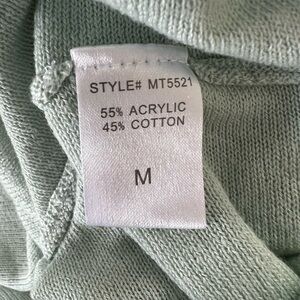 STYLE# MT5521
55% ACRYLIC
45% COTTON
M